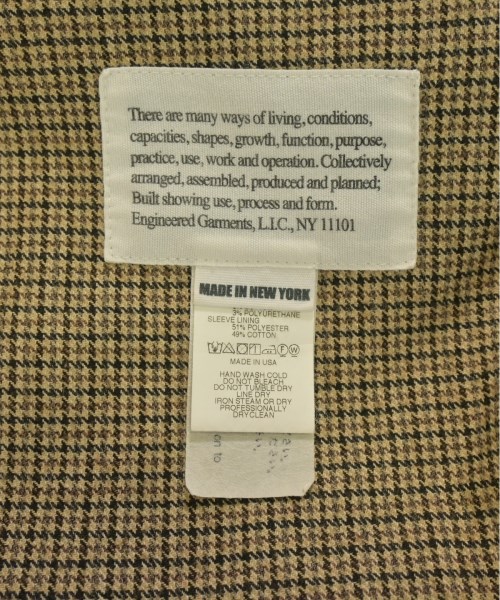 There are many ways of living, conditions,
capacities, shapes, growth, function, purpose,
practice, use, work and operation. Collectively
arranged, assembled, produced and planned;
Built showing use, process and form.
Engineered Garments, L.I.C., NY 11101
MADE IN NEW YORK
3% POLYURETHANE
SLEEVE LINING
51% POLYESTER
49% COTTON
F W
MADE IN USA
HAND WASH COLD
DO NOT BLEACH
DO NOT TUMBLE DRY
LINE DRY
IRON STEAM OR DRY
PROFESSIONALLY
DRYCLEAN